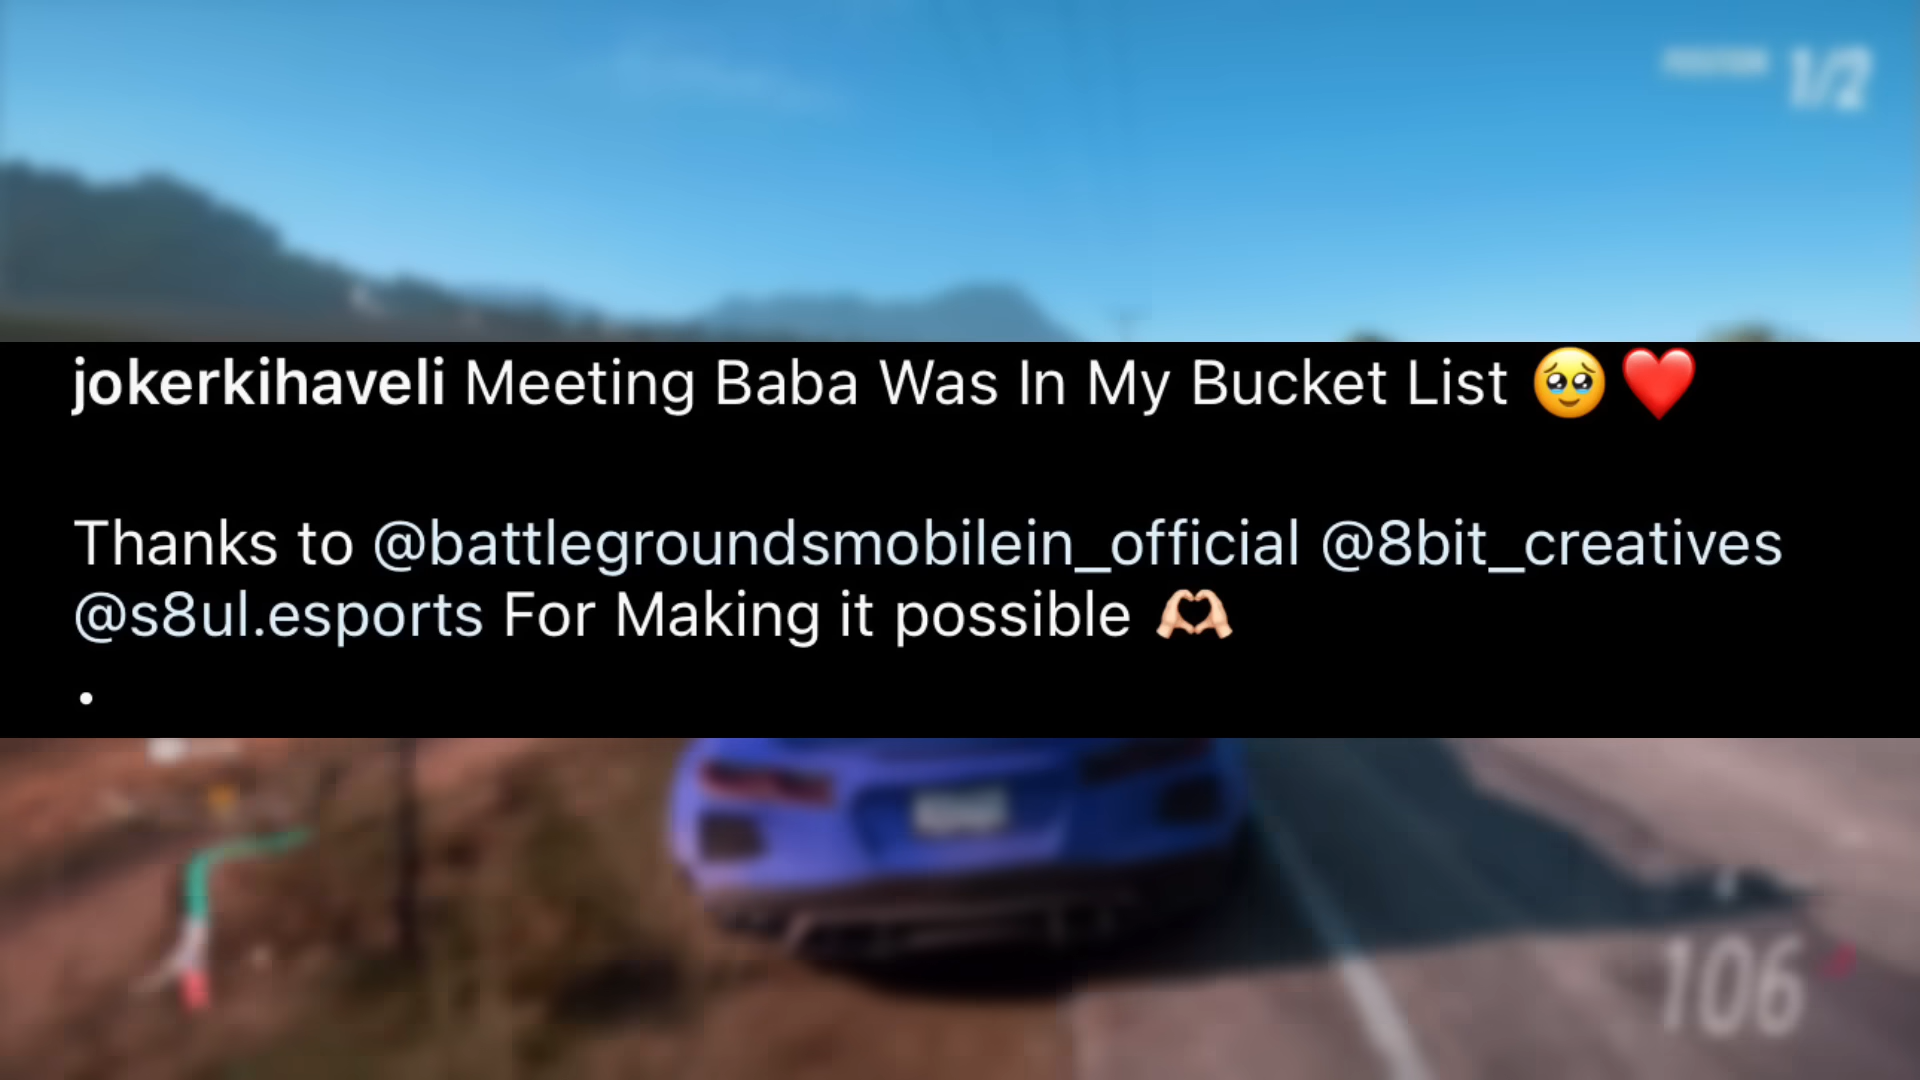 POSITION 1/2
jokerkihaveli Meeting Baba Was In My Bucket List 🥹❤️
Thanks to @battlegroundsmobilein_official @8bit_creatives
@s8ul.esports For Making it possible 🫶🏻
.
106